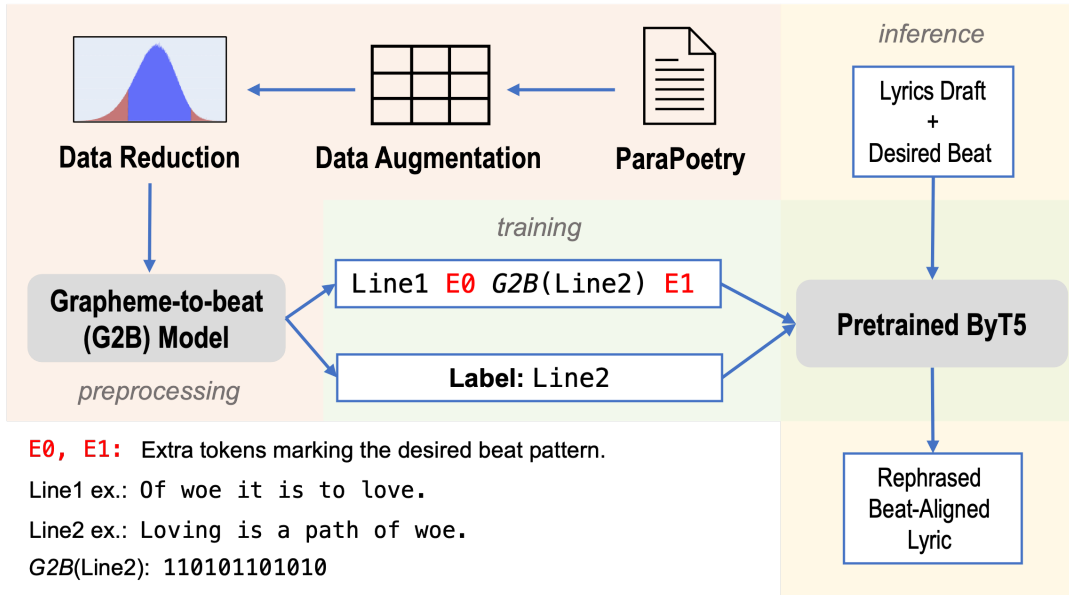 inference
Lyrics Draft
+
Desired Beat
Data Reduction
Data Augmentation
ParaPoetry
training
Line1 E0 G2B(Line2) E1
Grapheme-to-beat
(G2B) Model
Pretrained ByT5
Label: Line2
preprocessing
E0, E1: Extra tokens marking the desired beat pattern.
Line1 ex.: Of woe it is to love.
Line2 ex.: Loving is a path of woe.
G2B(Line2): 110101101010
Rephrased
Beat-Aligned
Lyric